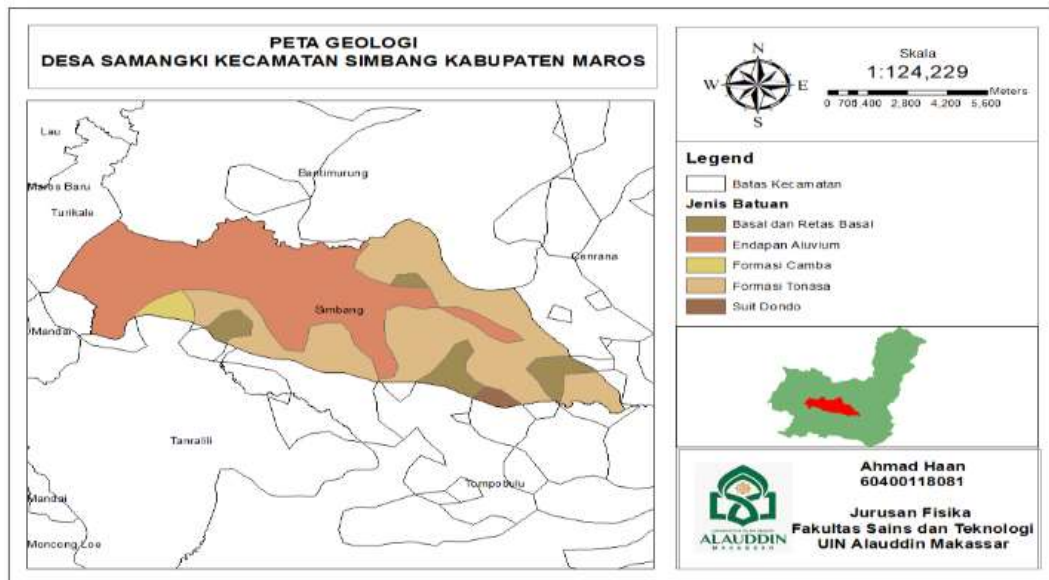 PETA GEOLOGI
DESA SAMANGKI KECAMATAN SIMBANG KABUPATEN MAROS
Lau
Maros Baru
Turikale
Bantimurung
Cenrana
Simbang
Mandai
Tanralili
Tompobulu
Mandai
Moncong Loe
N
W
E
S
Skala
1:124,229
Meters
0 700 1,400 2,800 4,200 5,600
Legend
Batas Kecamatan
Jenis Batuan
Basal dan Retas Basal
Endapan Aluvium
Formasi Camba
Formasi Tonasa
Suit Dondo
ALAUDDIN
MAKASSAR
Ahmad Haan
60400118081
Jurusan Fisika
Fakultas Sains dan Teknologi
UIN Alauddin Makassar